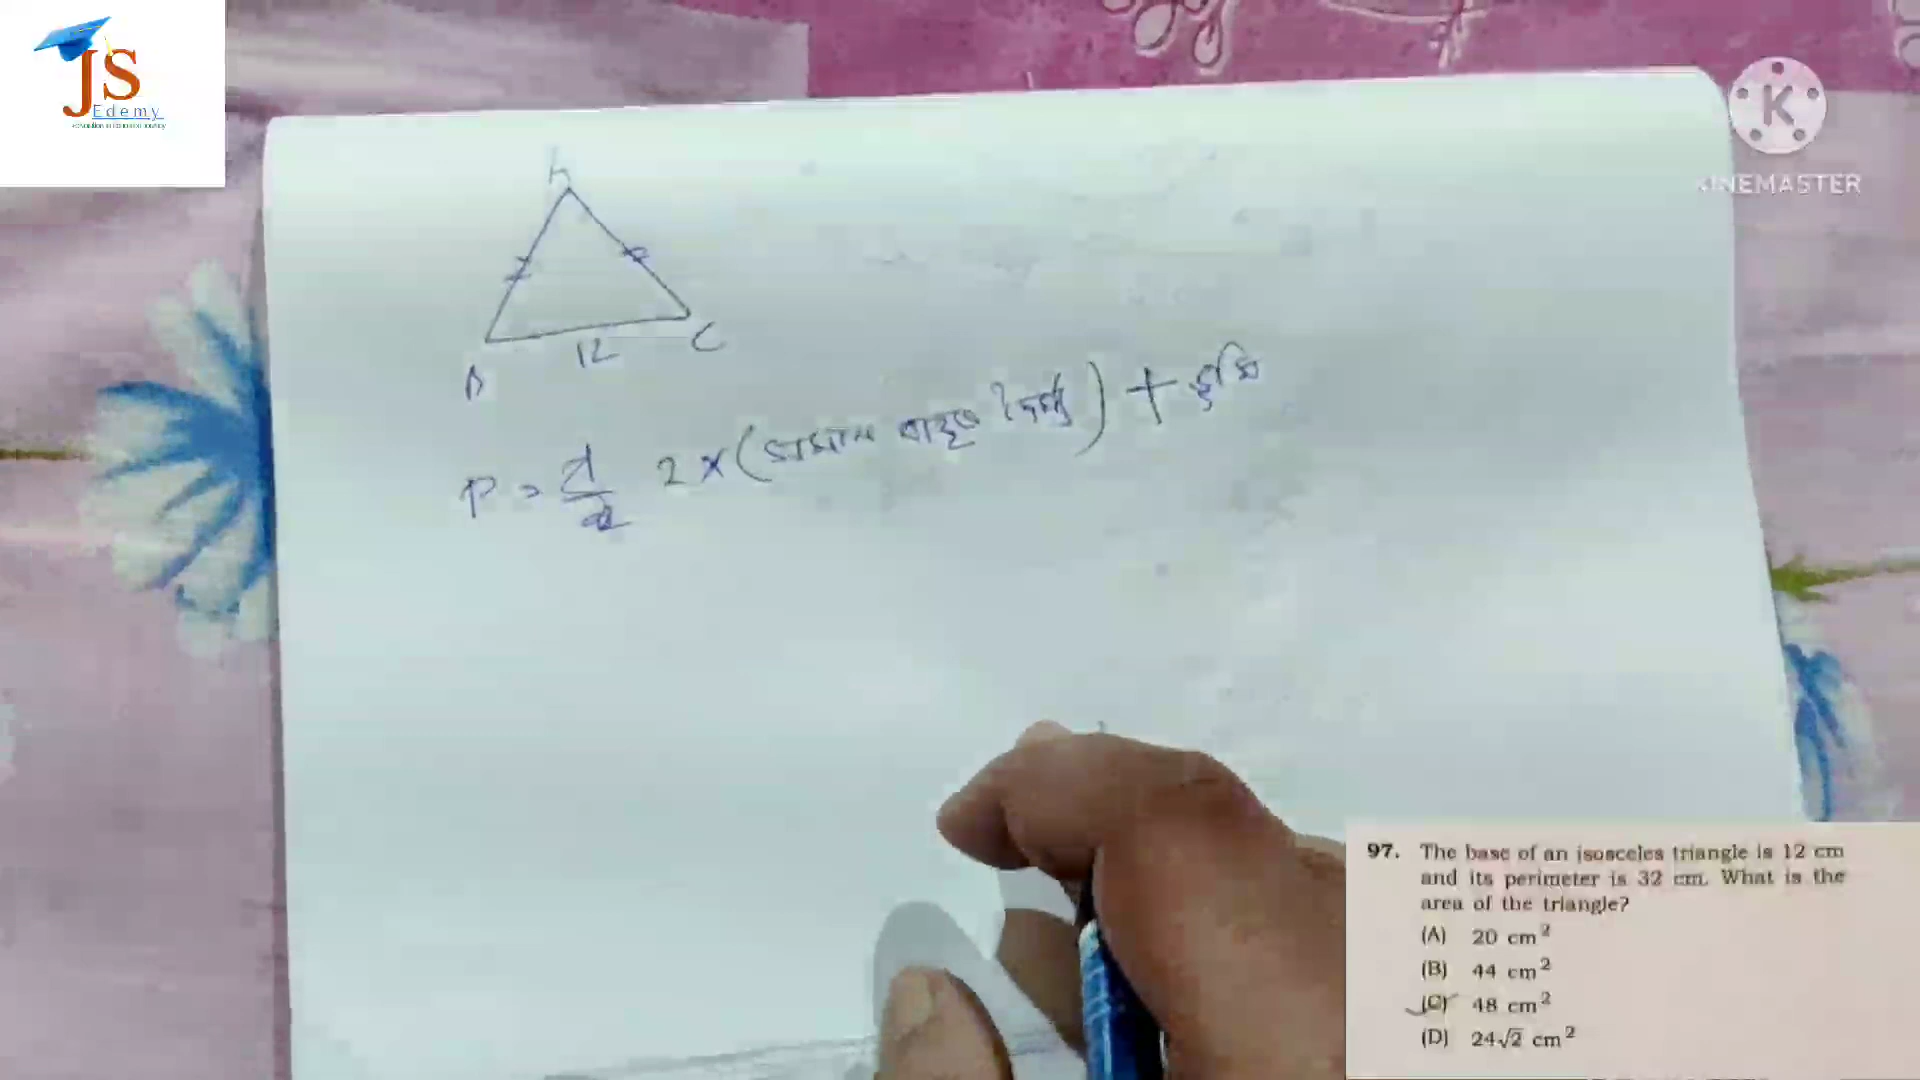 JS
Edemy
KINEMASTER
A
B
12
C
P = 2 × (সমান বাহুর দৈর্ঘ্য) + ভূমি
97. The base of an isosceles triangle is 12 cm
and its perimeter is 32 cm. What is the
area of the triangle?
(A) 20 cm²
(B) 44 cm²
(C) 48 cm²
(D) 24√2 cm²